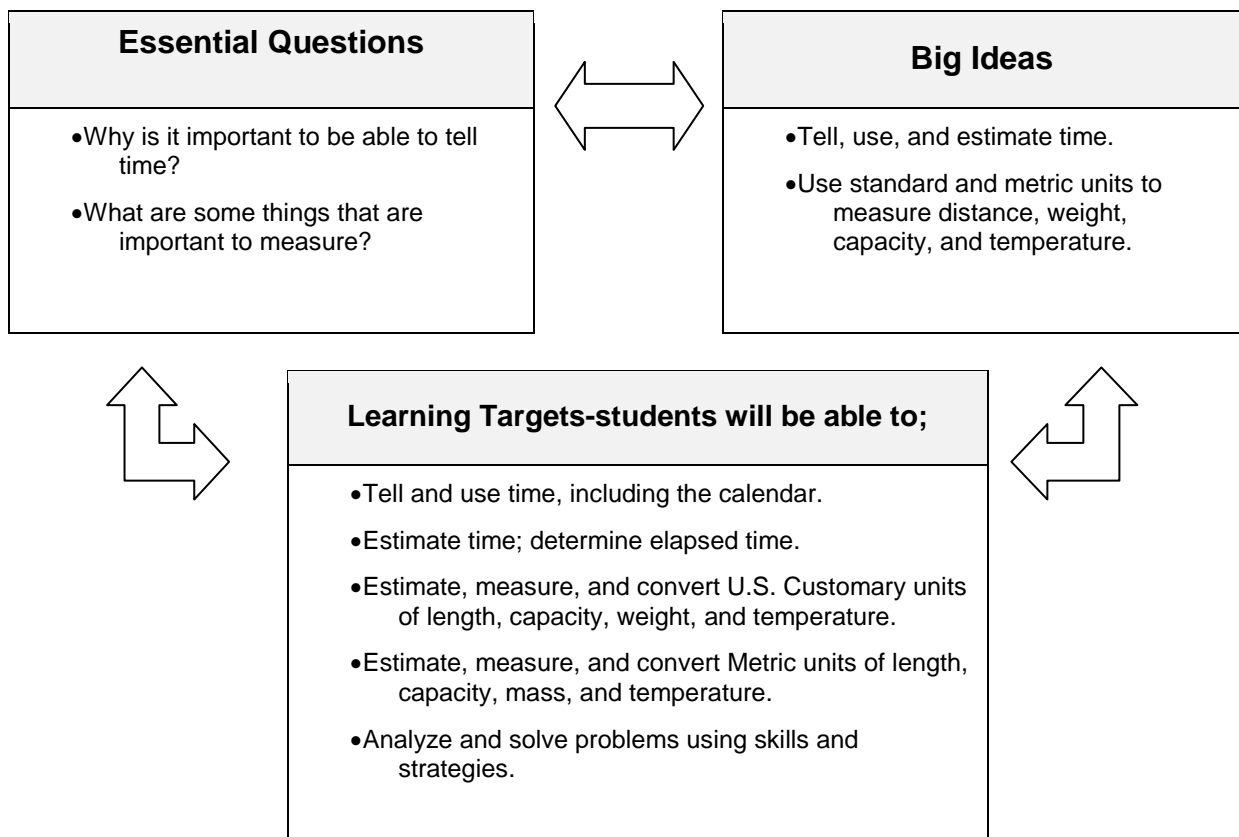 Essential Questions
•Why is it important to be able to tell
time?
•What are some things that are
important to measure?
Big Ideas
•Tell, use, and estimate time.
•Use standard and metric units to
measure distance, weight,
capacity, and temperature.
Learning Targets-students will be able to;
•Tell and use time, including the calendar.
•Estimate time; determine elapsed time.
•Estimate, measure, and convert U.S. Customary units
of length, capacity, weight, and temperature.
•Estimate, measure, and convert Metric units of length,
capacity, mass, and temperature.
•Analyze and solve problems using skills and
strategies.